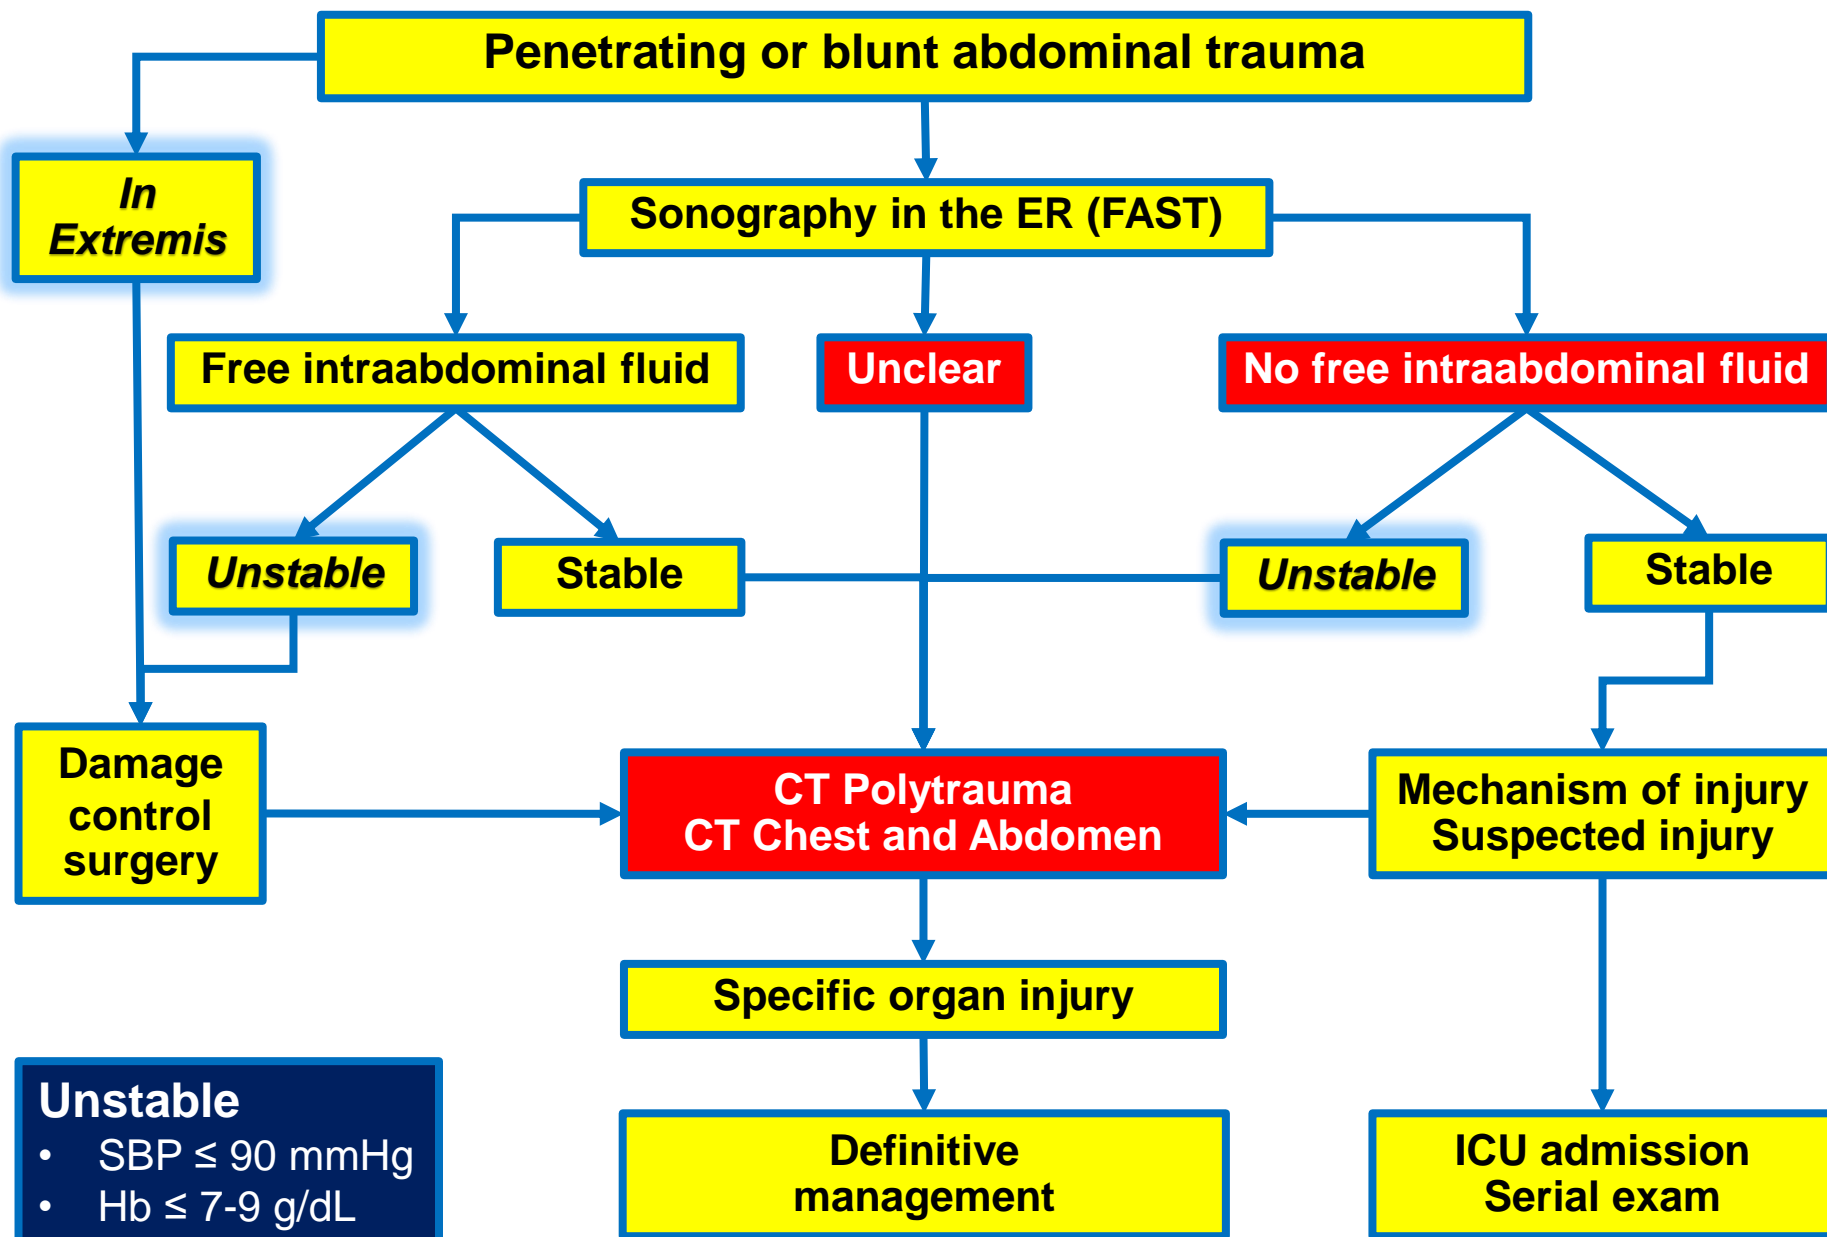 Penetrating or blunt abdominal trauma
In
Extremis
Sonography in the ER (FAST)
Free intraabdominal fluid
Unclear
No free intraabdominal fluid
Unstable
Stable
Unstable
Stable
Damage
control
surgery
CT Polytrauma
CT Chest and Abdomen
Mechanism of injury
Suspected injury
Specific organ injury
Unstable
• SBP ≤ 90 mmHg
• Hb ≤ 7-9 g/dL
Definitive
management
ICU admission
Serial exam